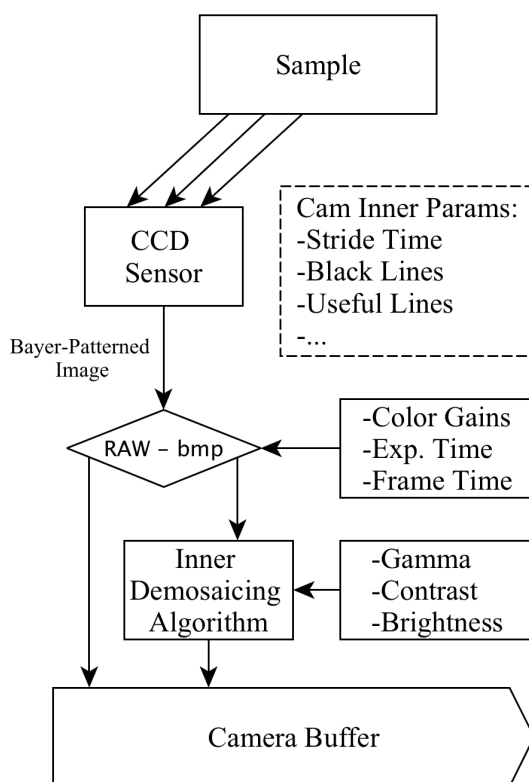 Sample
CCD
Sensor
Cam Inner Params:
-Stride Time
-Black Lines
-Useful Lines
-...
Bayer-Patterned
Image
RAW - bmp
-Color Gains
-Exp. Time
-Frame Time
Inner
Demosaicing
Algorithm
-Gamma
-Contrast
-Brightness
Camera Buffer